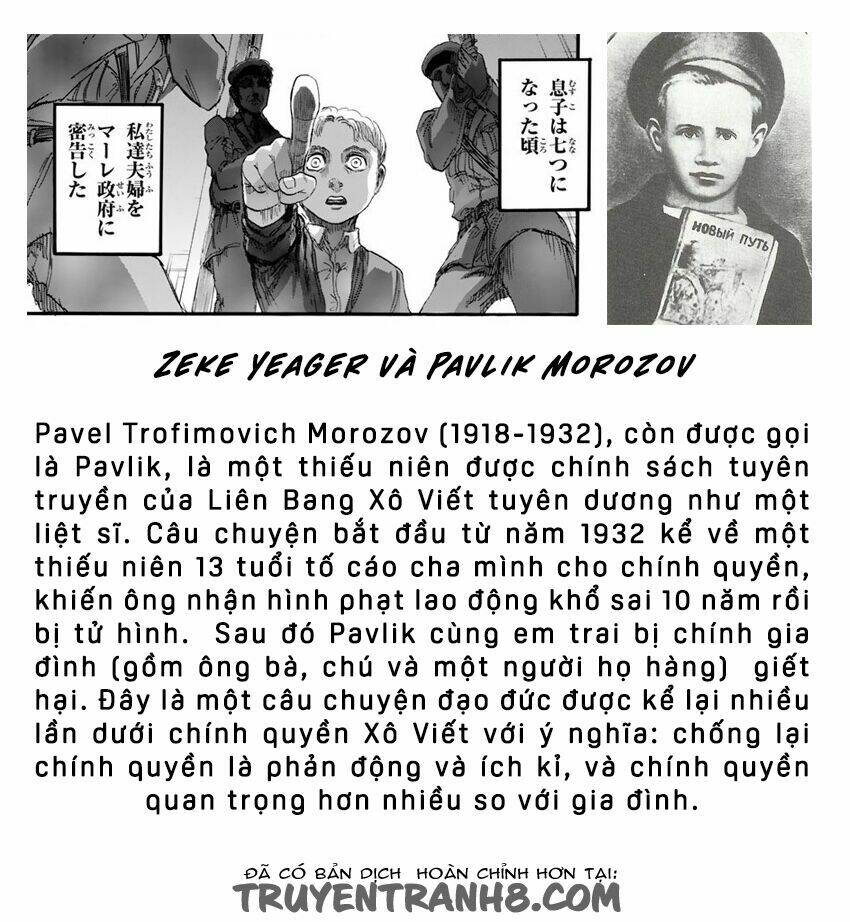 息子は七つに
なった頃
私達夫婦を
マーレ政府に
密告した
НОВЫЙ ПУТЬ
ZEKE YEAGER VÀ PAVLIK MOROZOV
Pavel Trofimovich Morozov (1918-1932), còn được gọi
là Pavlik, là một thiếu niên được chính sách tuyên
truyền của Liên Bang Xô Viết tuyên dương như một
liệt sĩ. Câu chuyện bắt đầu từ năm 1932 kể về một
thiếu niên 13 tuổi tố cáo cha mình cho chính quyền,
khiến ông nhận hình phạt lao động khổ sai 10 năm rồi
bị tử hình. Sau đó Pavlik cùng em trai bị chính gia
đình (gồm ông bà, chú và một người họ hàng) giết
hại. Đây là một câu chuyện đạo đức được kể lại nhiều
lần dưới chính quyền Xô Viết với ý nghĩa: chống lại
chính quyền là phản động và ích kỉ, và chính quyền
quan trọng hơn nhiều so với gia đình.
ĐÃ CÓ BẢN DỊCH HOÀN CHỈNH HƠN TẠI:
TRUYENTRANH8.COM